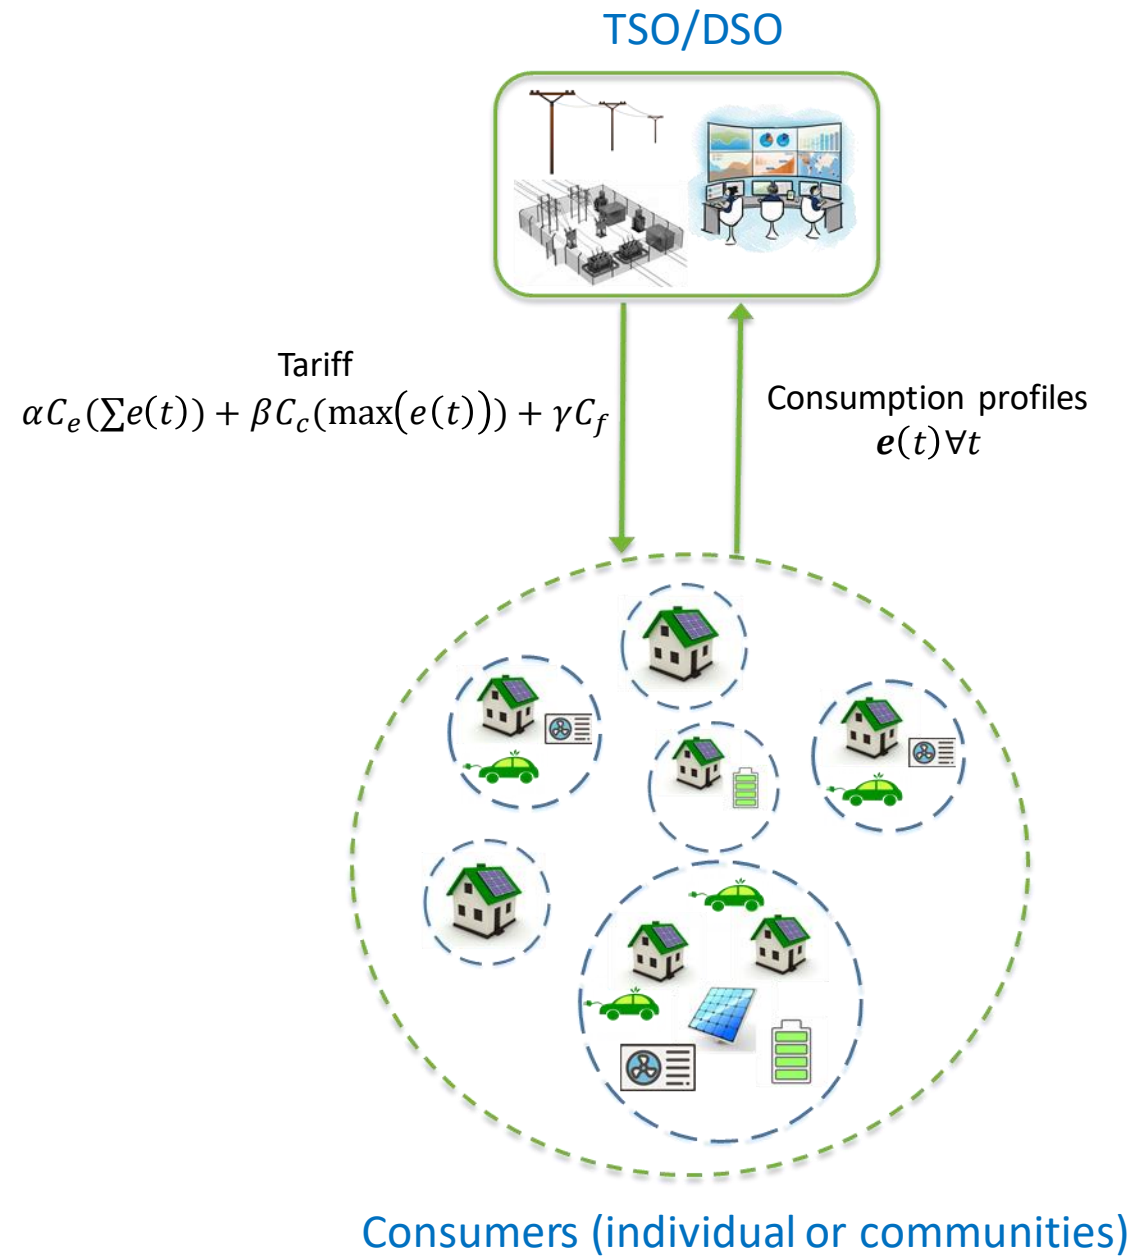 TSO/DSO
Tariff
αC_e(∑e(t)) + βC_c(max(e(t))) + γC_f
Consumption profiles
e(t)∀t
Consumers (individual or communities)